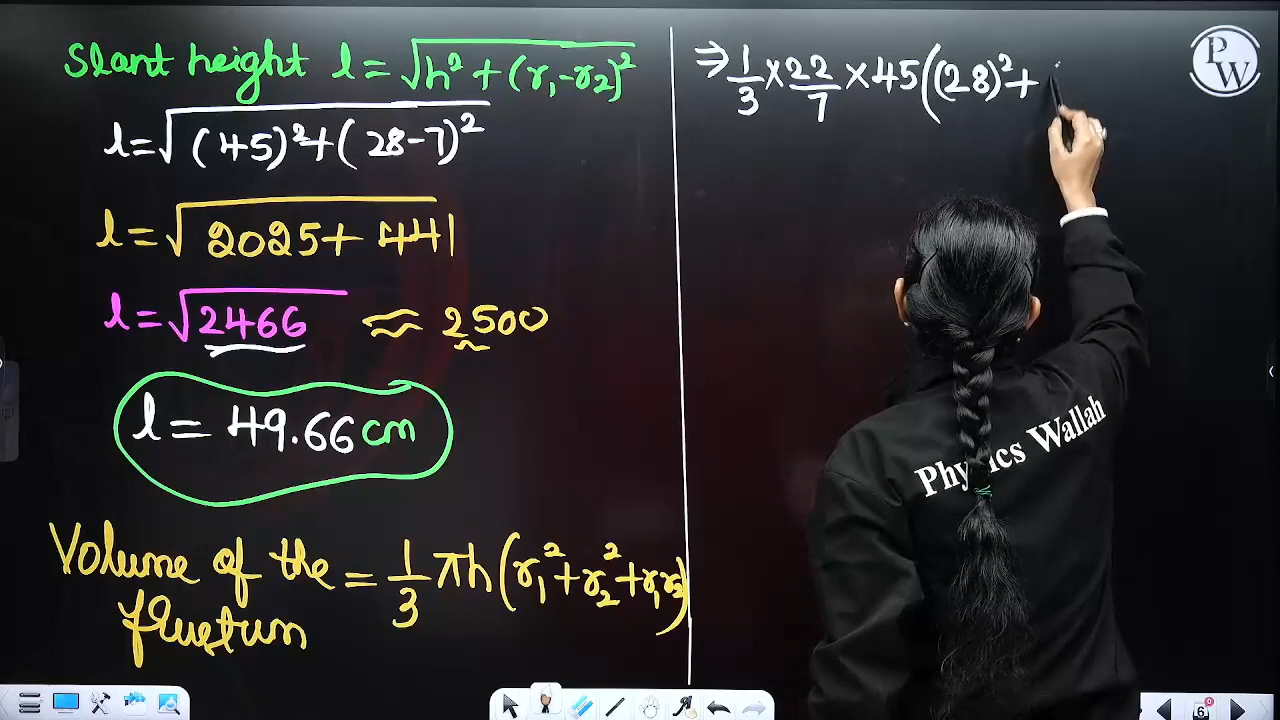 Slant height l = √h² + (r₁-r₂)²
l = √(45)² + (28-7)²
l = √2025 + 441
l = √2466 ≈ 2500
l = 49.66 cm
Volume of the = 1/3 πh (r₁² + r₂² + r₁r₂)
⇒ 1/3 × 22/7 × 45 ((28)² +
PW
Physics Wallah
6